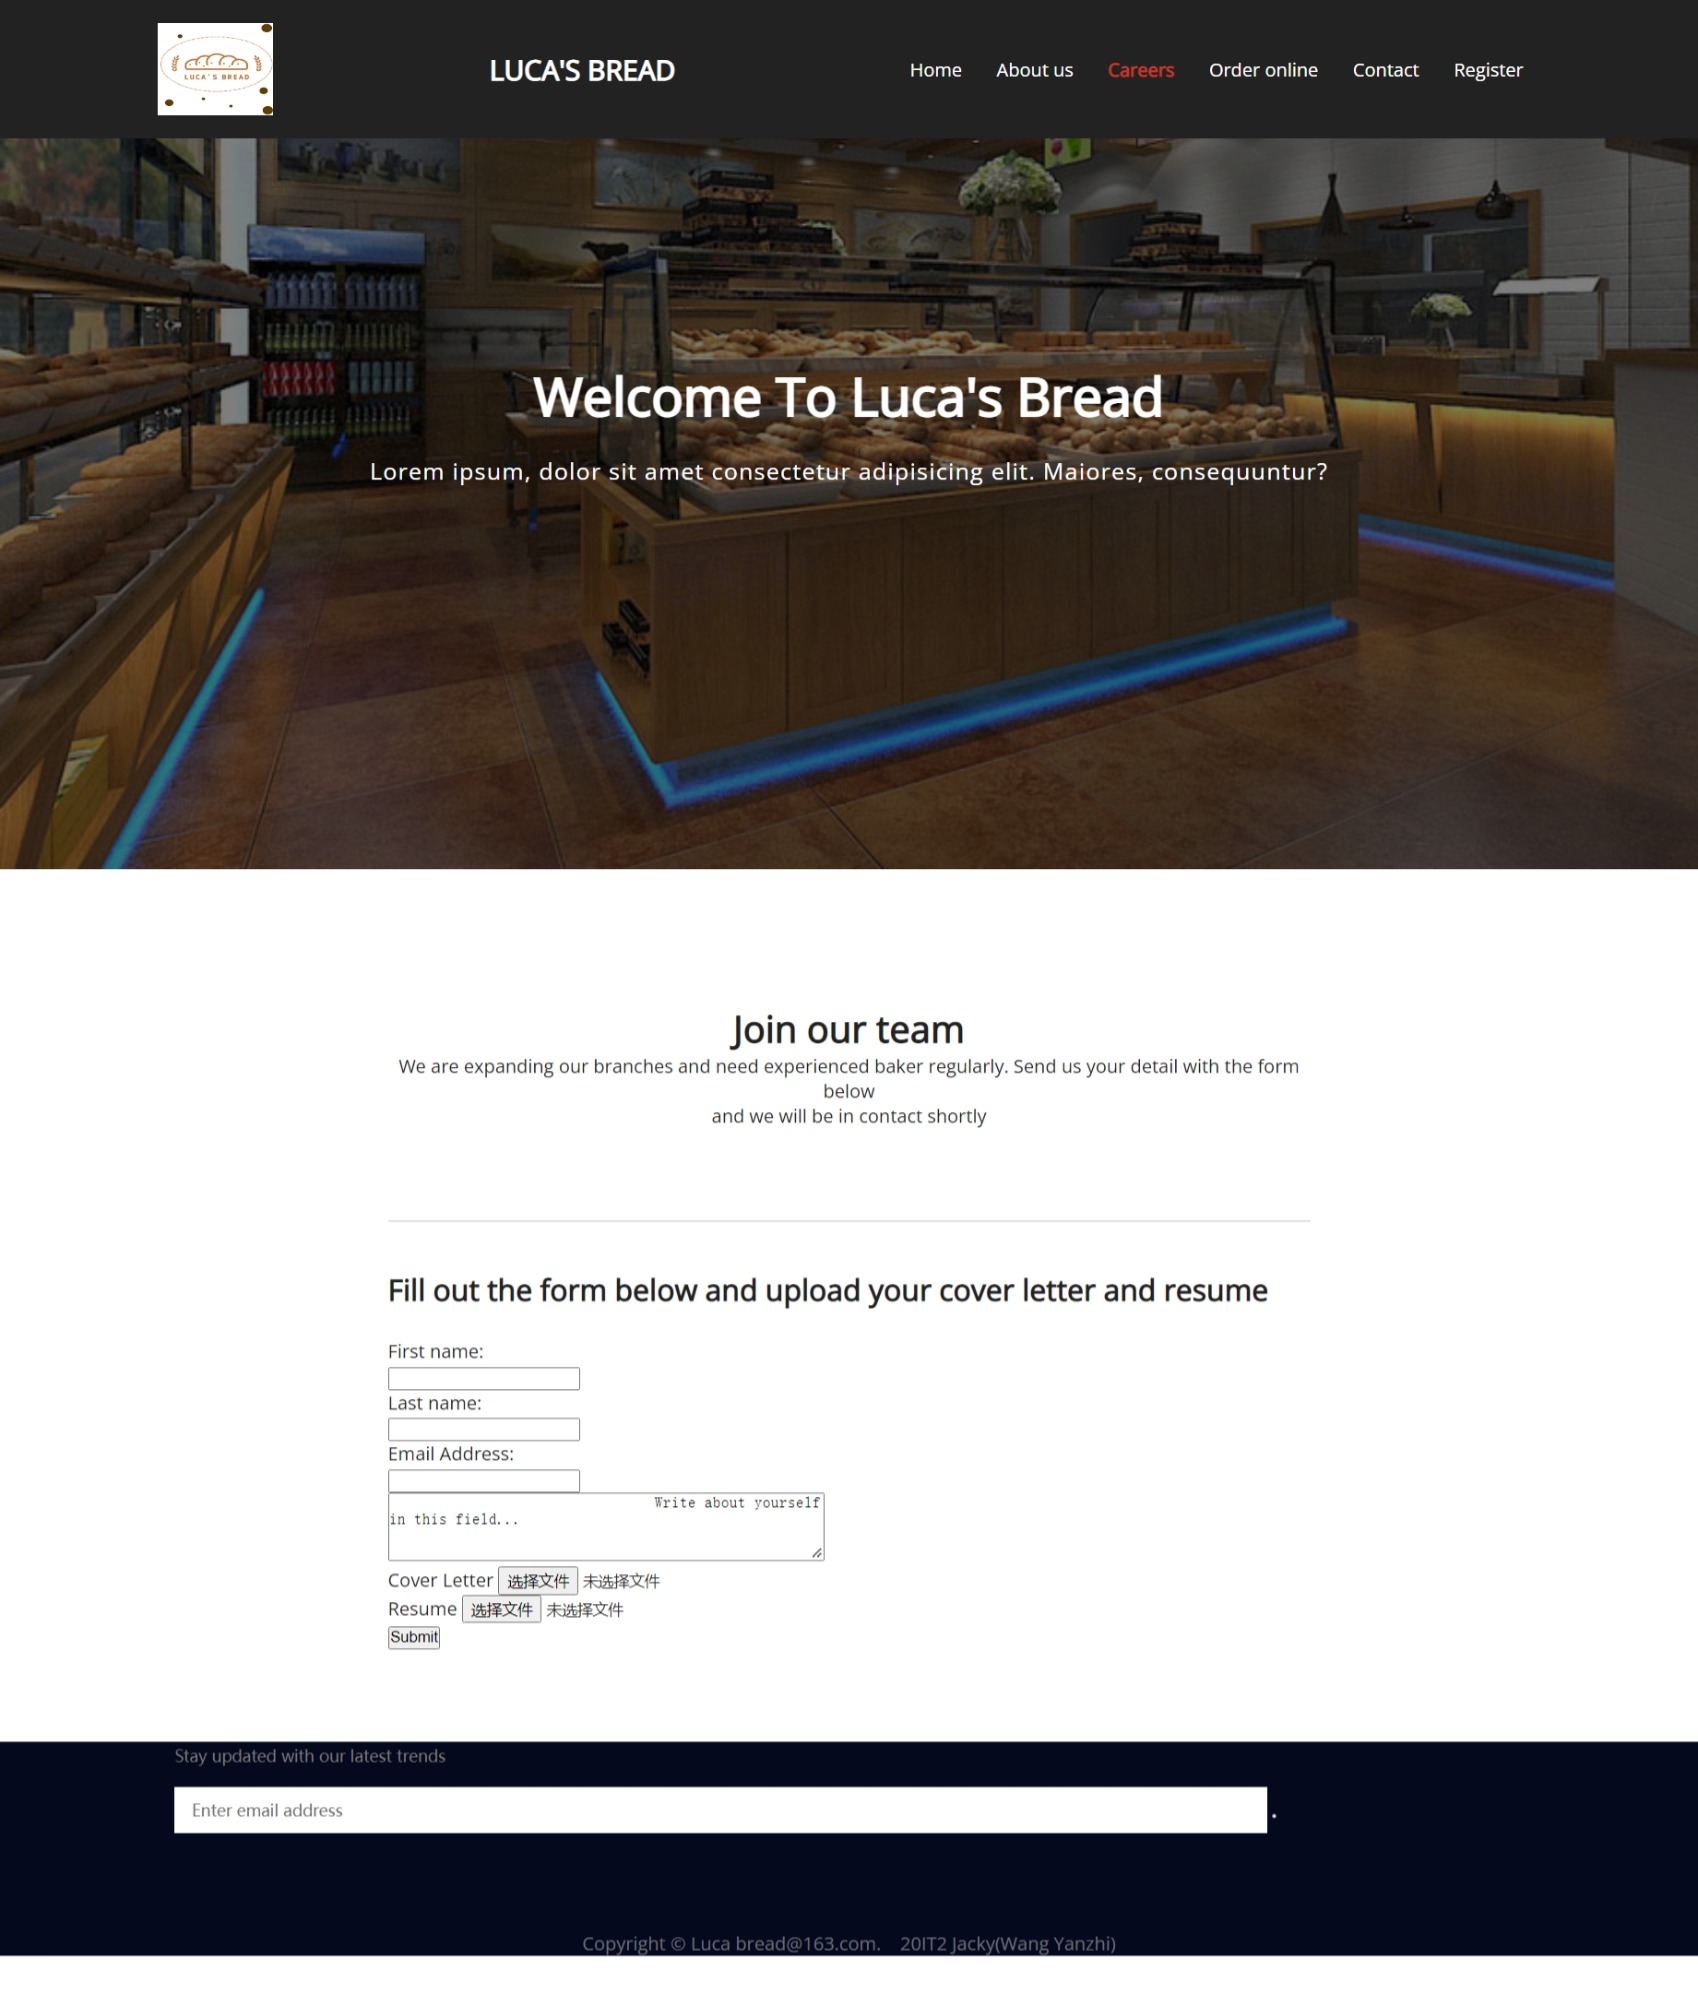 LUCA'S BREAD
LUCA'S BREAD
Home About us Careers Order online Contact Register
Welcome To Luca's Bread
Lorem ipsum, dolor sit amet consectetur adipisicing elit. Maiores, consequuntur?
Join our team
We are expanding our branches and need experienced baker regularly. Send us your detail with the form
below
and we will be in contact shortly
Fill out the form below and upload your cover letter and resume
First name:
Last name:
Email Address:
Write about yourself
in this field...
Cover Letter 选择文件 未选择文件
Resume 选择文件 未选择文件
Submit
Stay updated with our latest trends
Enter email address
.
Copyright © Luca bread@163.com. 20IT2 Jacky(Wang Yanzhi)